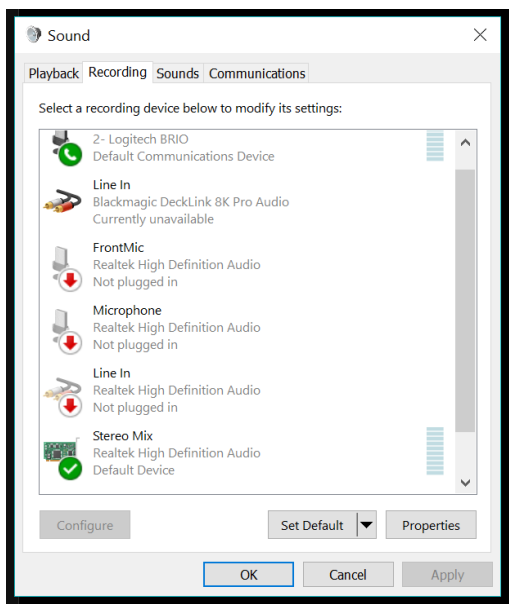 Sound
Playback Recording Sounds Communications
Select a recording device below to modify its settings:
2- Logitech BRIO
Default Communications Device
Line In
Blackmagic DeckLink 8K Pro Audio
Currently unavailable
FrontMic
Realtek High Definition Audio
Not plugged in
Microphone
Realtek High Definition Audio
Not plugged in
Line In
Realtek High Definition Audio
Not plugged in
Stereo Mix
Realtek High Definition Audio
Default Device
Configure Set Default Properties
OK Cancel Apply